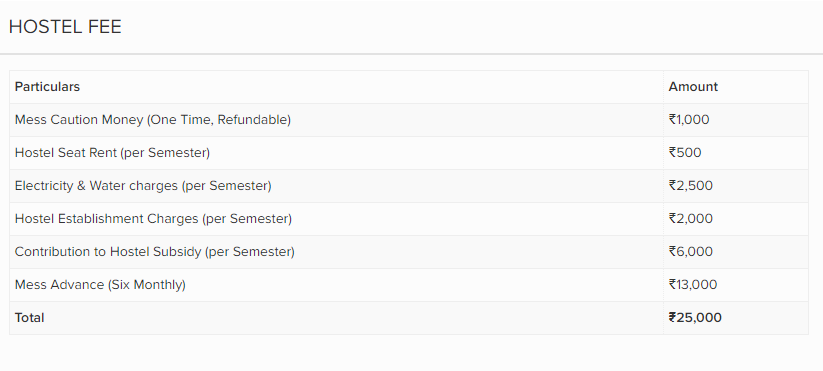 HOSTEL FEE
Particulars Amount
Mess Caution Money (One Time, Refundable) ₹1,000
Hostel Seat Rent (per Semester) ₹500
Electricity & Water charges (per Semester) ₹2,500
Hostel Establishment Charges (per Semester) ₹2,000
Contribution to Hostel Subsidy (per Semester) ₹6,000
Mess Advance (Six Monthly) ₹13,000
Total ₹25,000